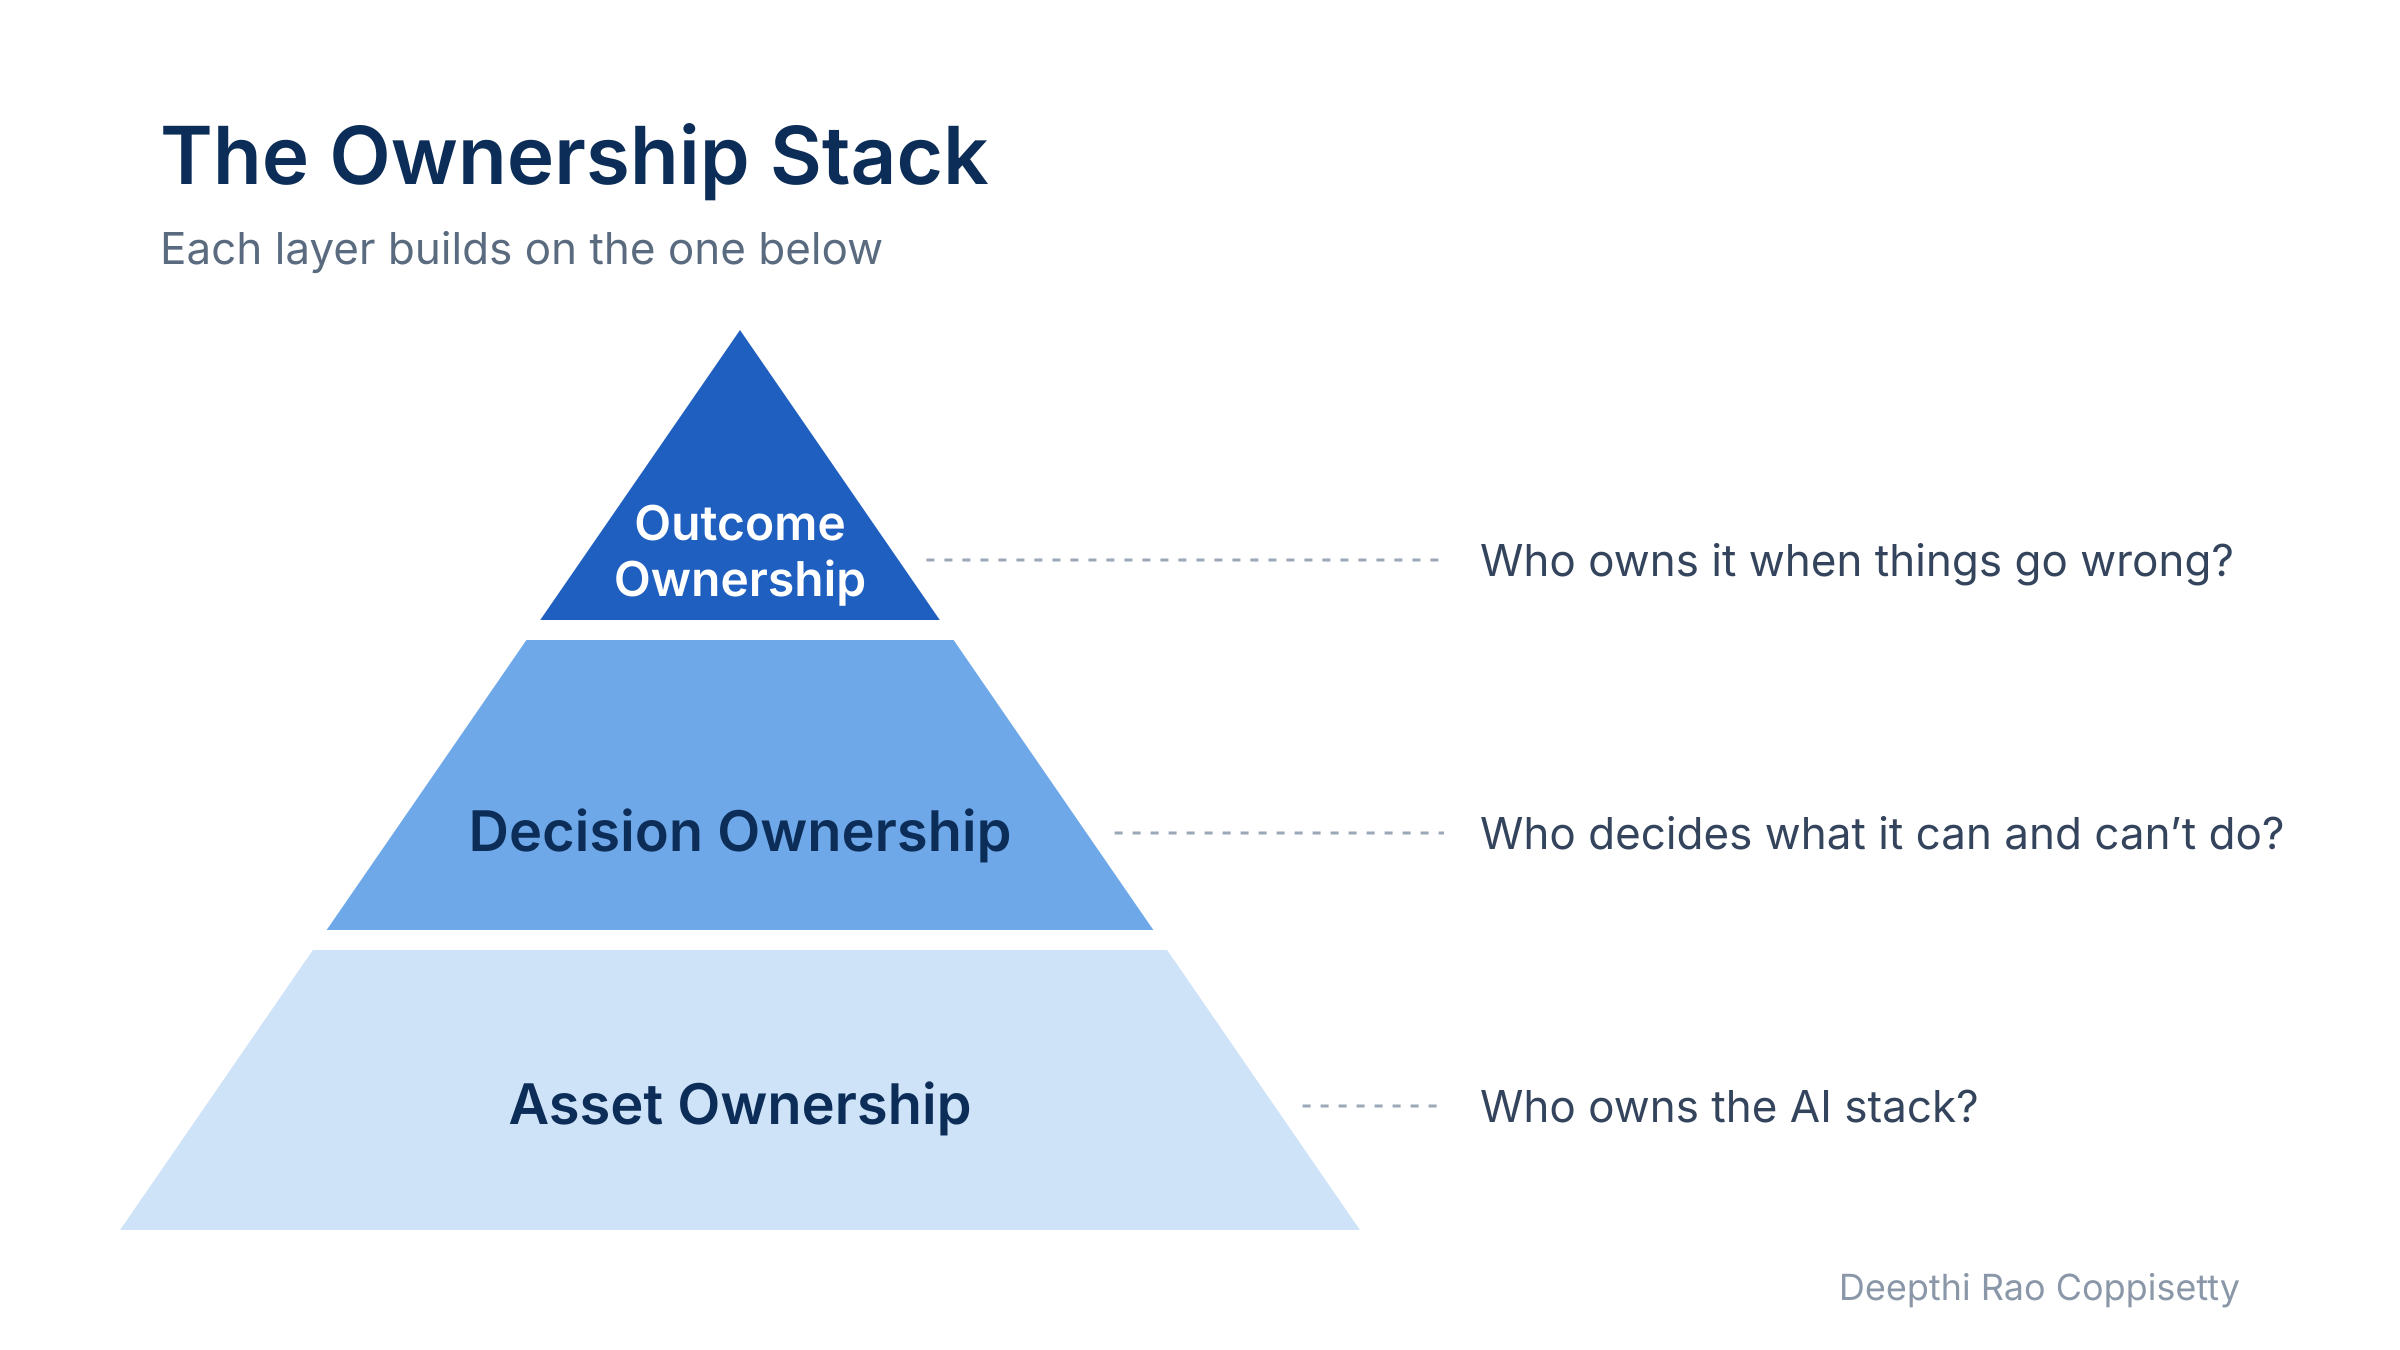 The Ownership Stack
Each layer builds on the one below
Outcome
Ownership
Who owns it when things go wrong?
Decision Ownership
Who decides what it can and can’t do?
Asset Ownership
Who owns the AI stack?
Deepthi Rao Coppisetty